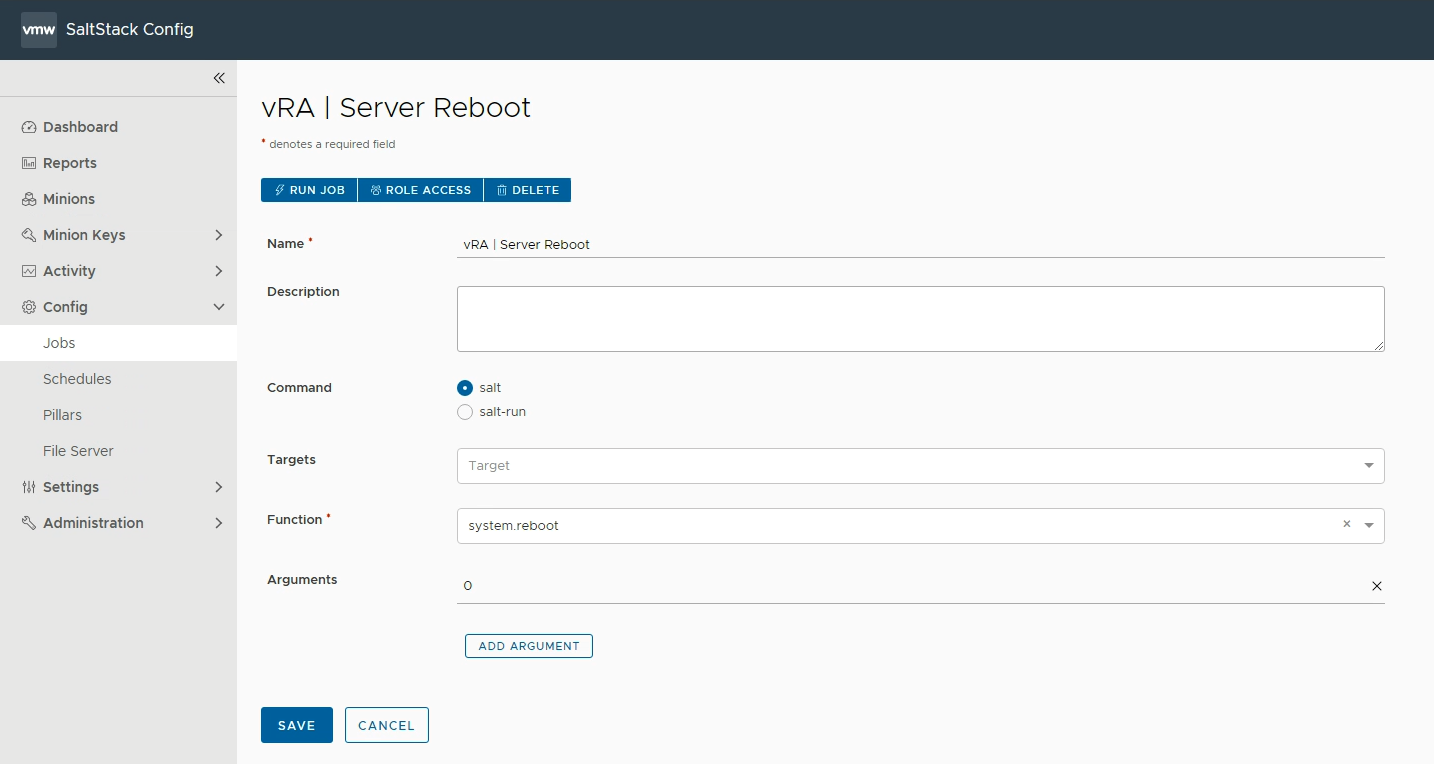 vmw SaltStack Config
Dashboard
Reports
Minions
Minion Keys
Activity
Config
Jobs
Schedules
Pillars
File Server
Settings
Administration
vRA | Server Reboot
* denotes a required field
RUN JOB ROLE ACCESS DELETE
Name * vRA | Server Reboot
Description
Command salt
salt-run
Targets Target
Function * system.reboot
Arguments 0
ADD ARGUMENT
SAVE CANCEL